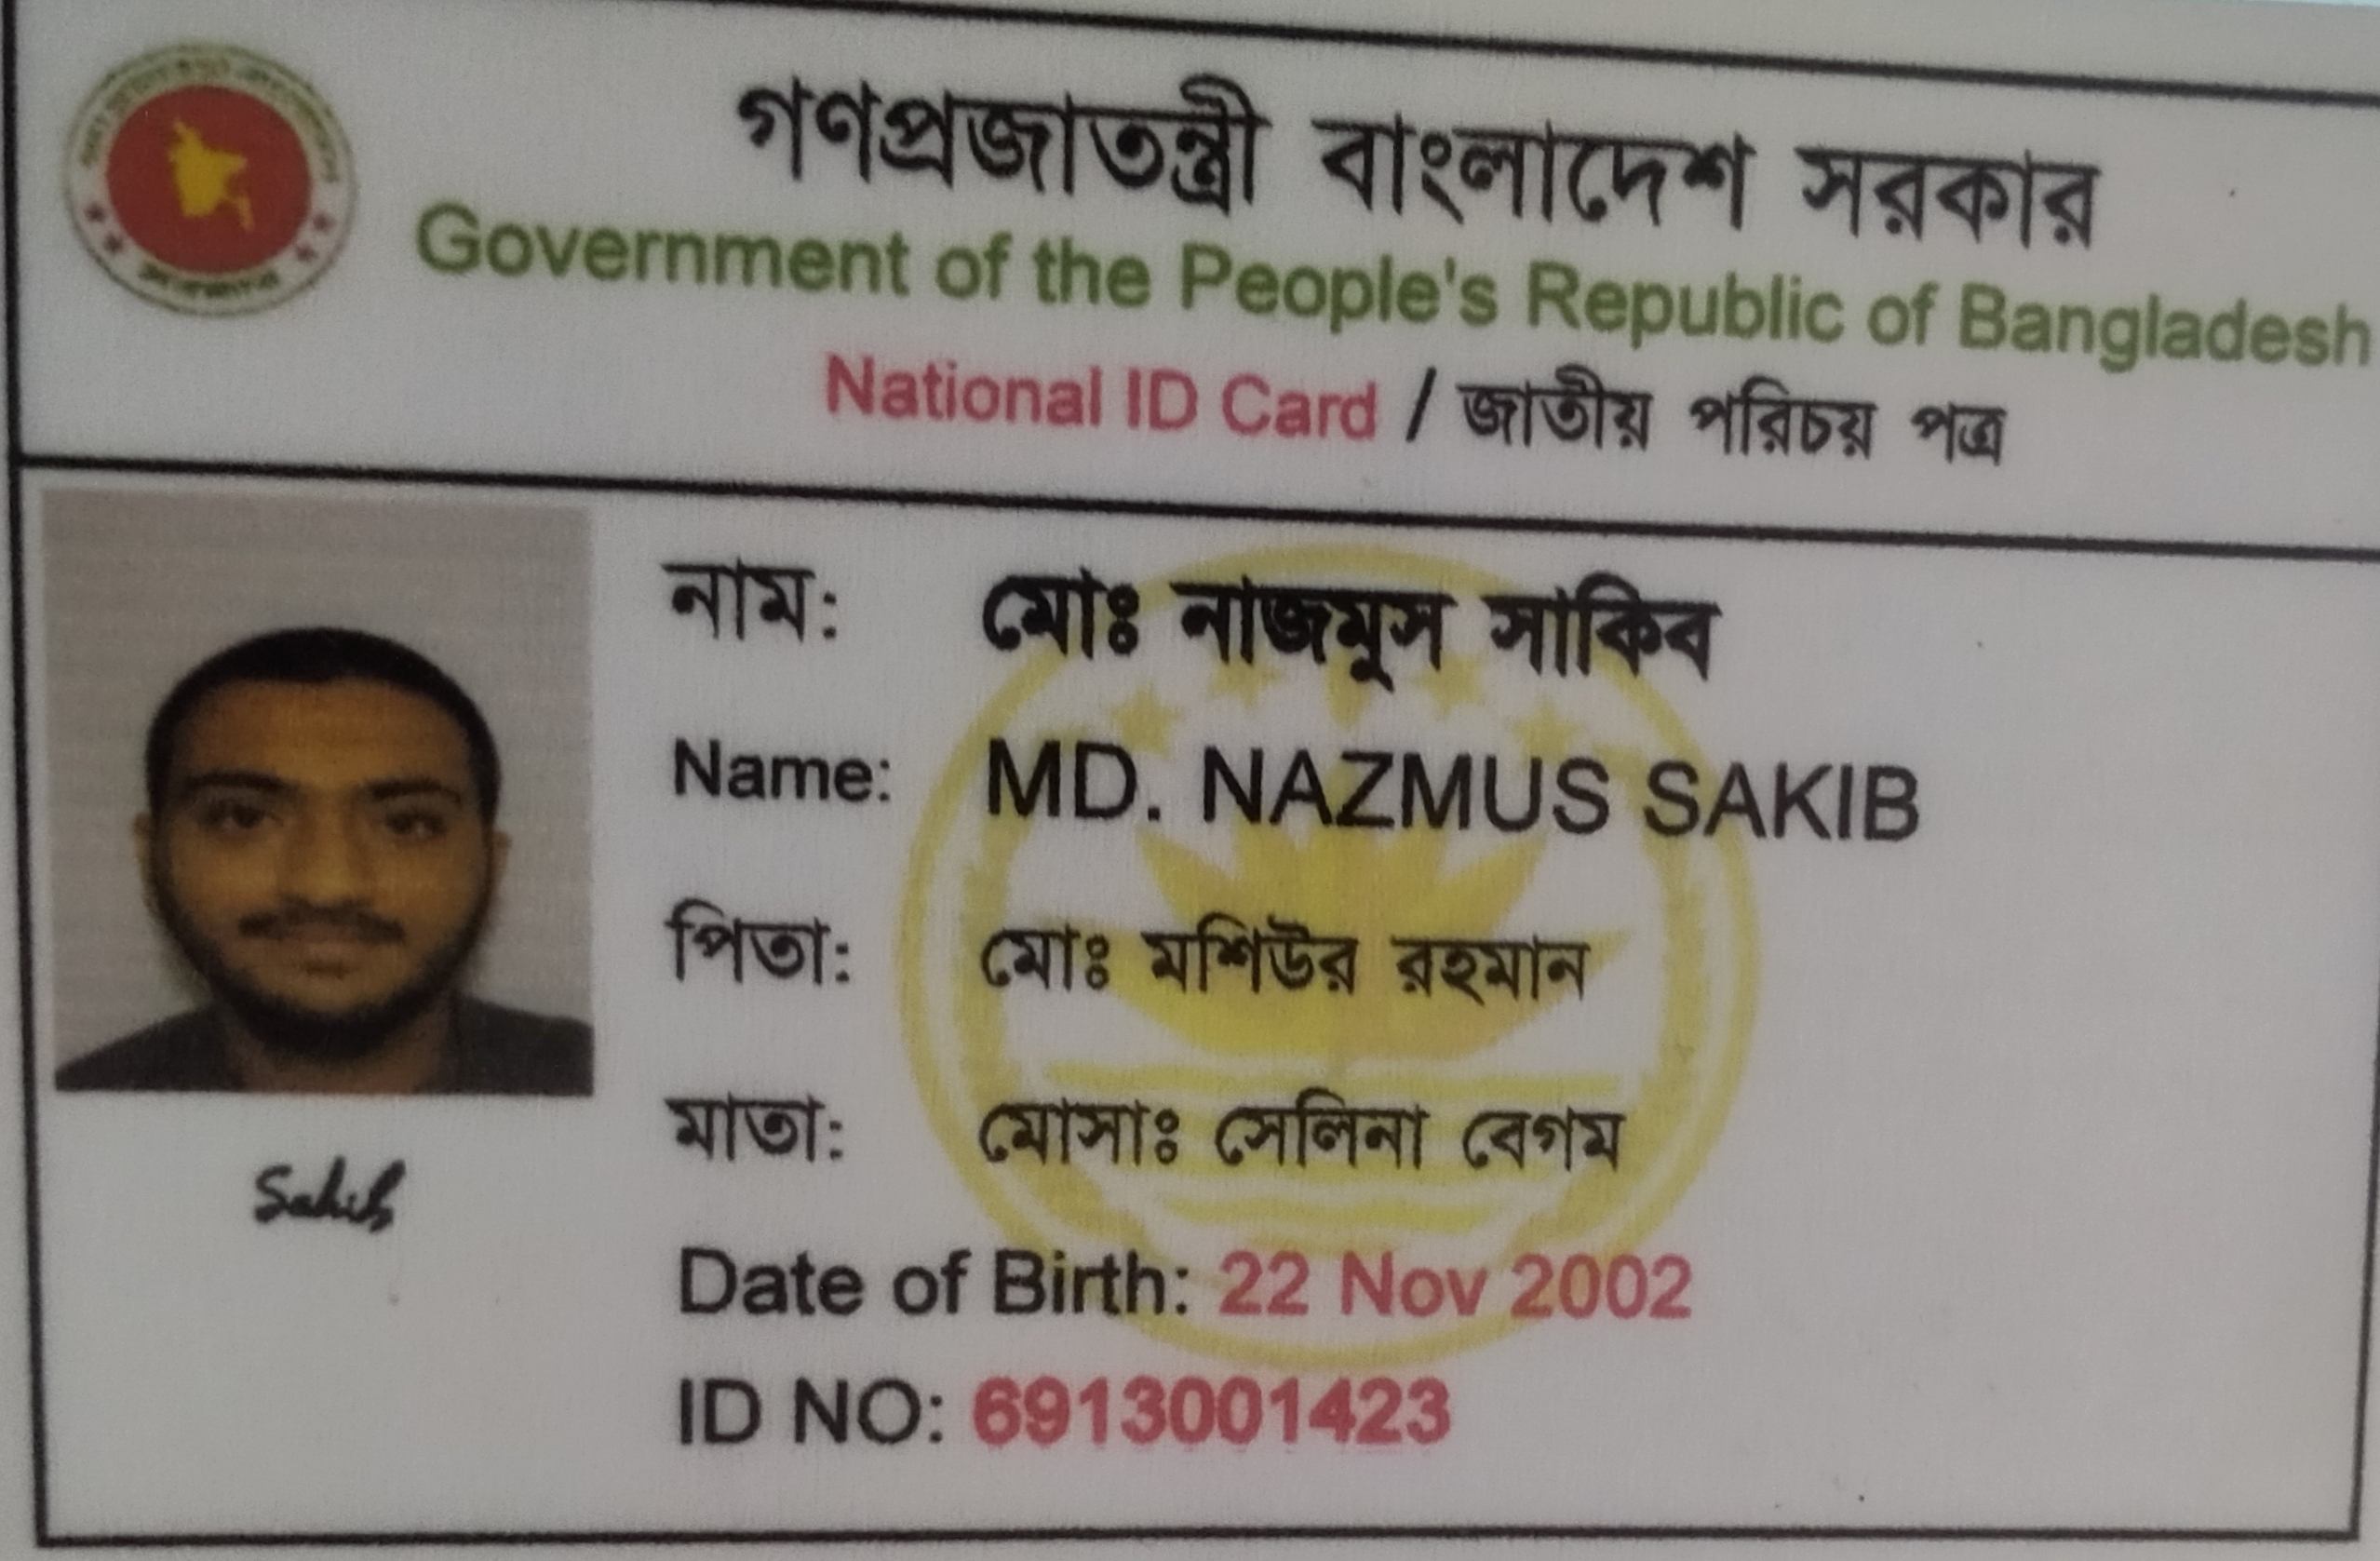 গণপ্রজাতন্ত্রী বাংলাদেশ সরকার
Government of the People's Republic of Bangladesh
National ID Card / জাতীয় পরিচয় পত্র
নাম: মোঃ নাজমুস সাকিব
Name: MD. NAZMUS SAKIB
পিতা: মোঃ মশিউর রহমান
মাতা: মোসাঃ সেলিনা বেগম
Sakib
Date of Birth: 22 Nov 2002
ID NO: 6913001423